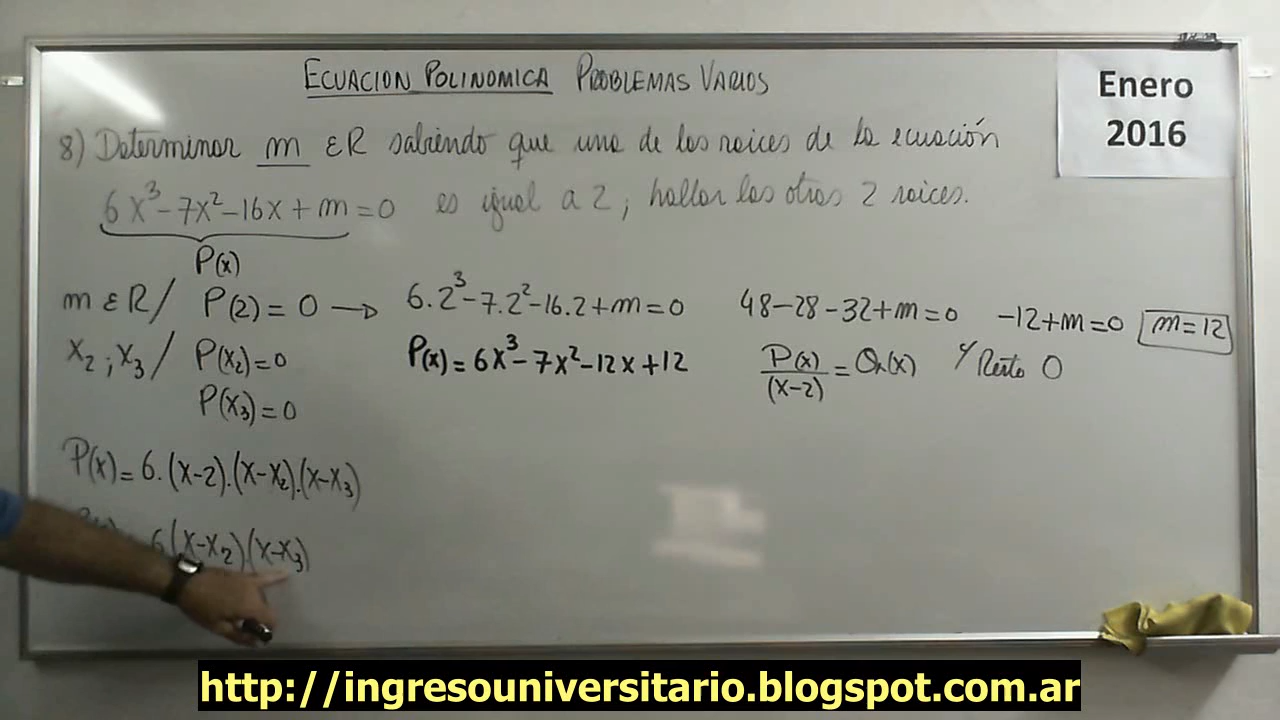 ECUACION POLINOMICA PROBLEMAS VARIOS
Enero
2016
8) Determinar m εR sabiendo que una de las raices de la ecuación
6x³-7x²-16x+m=0 es igual a 2; hallar las otras 2 raices.
P(x)
m εR/ P(2)=0 → 6.2³-7.2²-16.2+m=0 48-28-32+m=0 -12+m=0 m=12
x₂; x₃/ P(x₂)=0 P(x)=6x³-7x²-12x+12 P(x)/(x-2)=Q(x) y Resto 0
P(x₃)=0
P(x)=6.(x-2).(x-x₂).(x-x₃)
6(x-x₂)(x-x₃)
http://ingresouniversitario.blogspot.com.ar